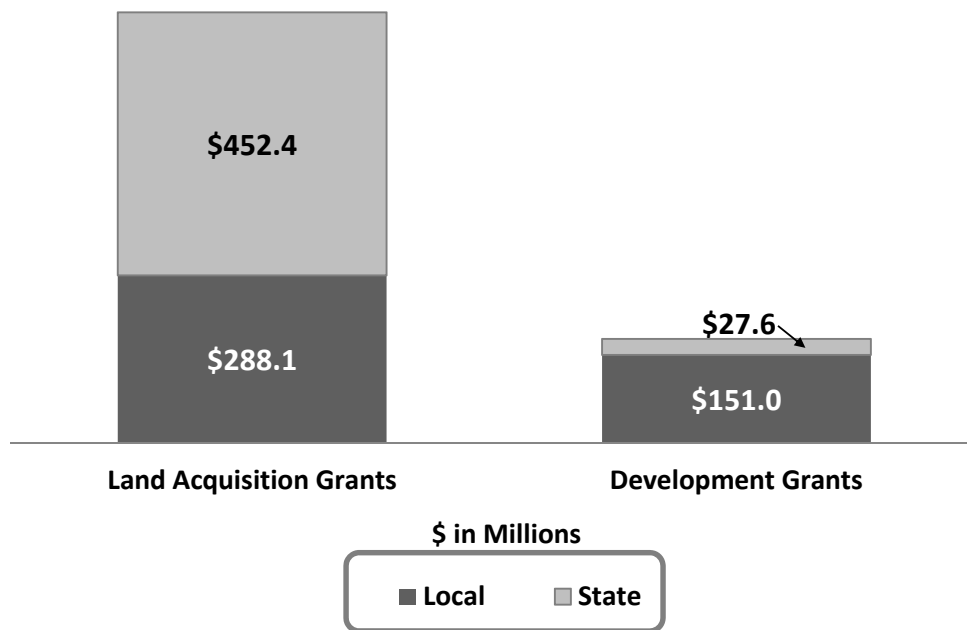 $452.4
$288.1
$27.6
$151.0
Land Acquisition Grants
Development Grants
$ in Millions
Local
State